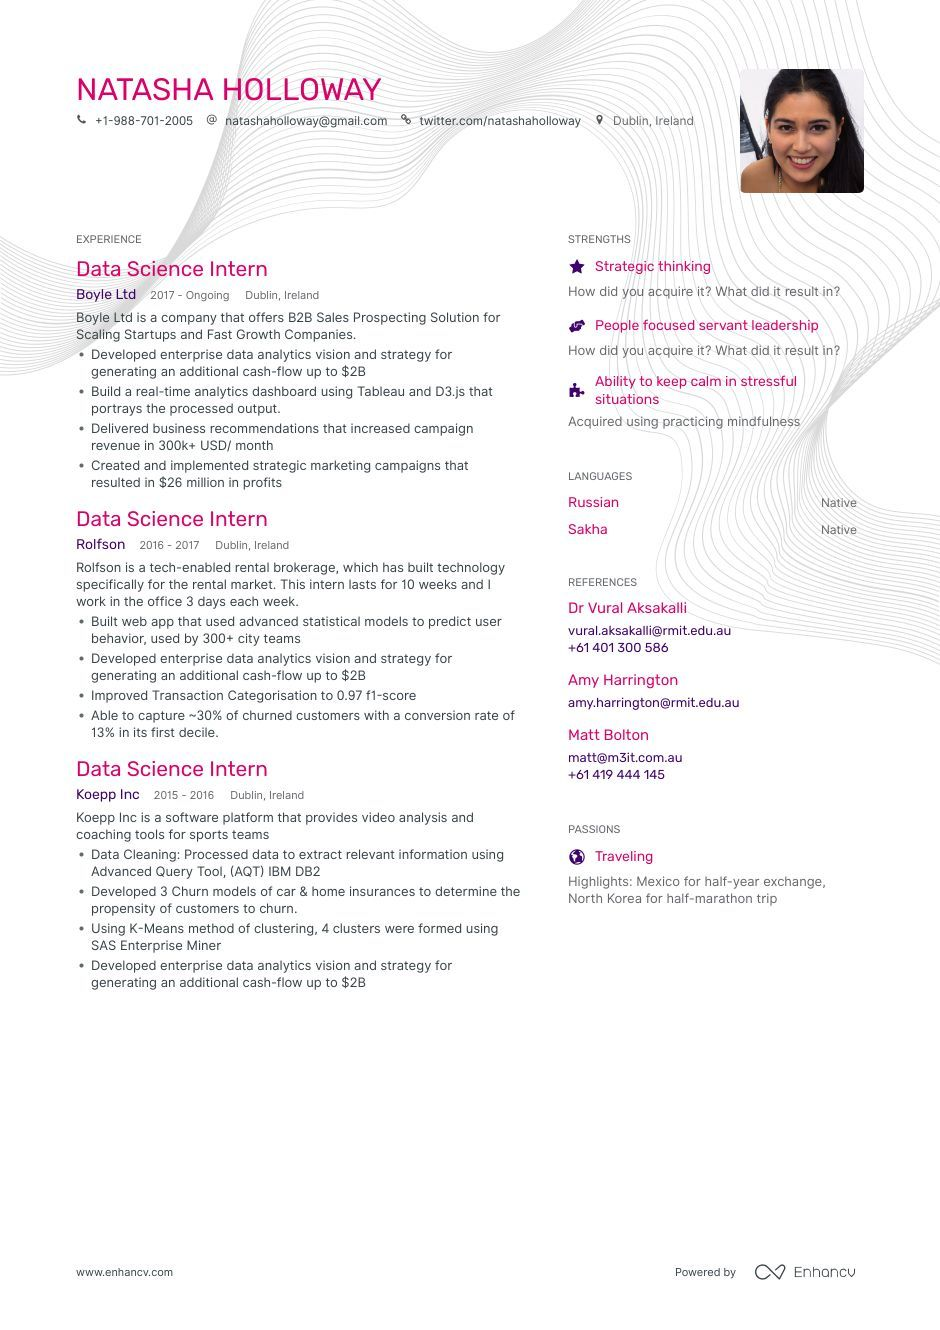 NATASHA HOLLOWAY
+1-988-701-2005 @ natashaholloway@gmail.com twitter.com/natashaholloway Dublin, Ireland
EXPERIENCE
Data Science Intern
Boyle Ltd 2017 - Ongoing Dublin, Ireland
Boyle Ltd is a company that offers B2B Sales Prospecting Solution for
Scaling Startups and Fast Growth Companies.
• Developed enterprise data analytics vision and strategy for
generating an additional cash-flow up to $2B
• Build a real-time analytics dashboard using Tableau and D3.js that
portrays the processed output.
• Delivered business recommendations that increased campaign
revenue in 300k+ USD/ month
• Created and implemented strategic marketing campaigns that
resulted in $26 million in profits
Data Science Intern
Rolfson 2016 - 2017 Dublin, Ireland
Rolfson is a tech-enabled rental brokerage, which has built technology
specifically for the rental market. This intern lasts for 10 weeks and I
work in the office 3 days each week.
• Built web app that used advanced statistical models to predict user
behavior, used by 300+ city teams
• Developed enterprise data analytics vision and strategy for
generating an additional cash-flow up to $2B
• Improved Transaction Categorisation to 0.97 f1-score
• Able to capture ~30% of churned customers with a conversion rate of
13% in its first decile.
Data Science Intern
Koepp Inc 2015 - 2016 Dublin, Ireland
Koepp Inc is a software platform that provides video analysis and
coaching tools for sports teams
• Data Cleaning: Processed data to extract relevant information using
Advanced Query Tool, (AQT) IBM DB2
• Developed 3 Churn models of car & home insurances to determine the
propensity of customers to churn.
• Using K-Means method of clustering, 4 clusters were formed using
SAS Enterprise Miner
• Developed enterprise data analytics vision and strategy for
generating an additional cash-flow up to $2B
STRENGTHS
Strategic thinking
How did you acquire it? What did it result in?
People focused servant leadership
How did you acquire it? What did it result in?
Ability to keep calm in stressful
situations
Acquired using practicing mindfulness
LANGUAGES
Russian Native
Sakha Native
REFERENCES
Dr Vural Aksakalli
vural.aksakalli@rmit.edu.au
+61 401 300 586
Amy Harrington
amy.harrington@rmit.edu.au
Matt Bolton
matt@m3it.com.au
+61 419 444 145
PASSIONS
Traveling
Highlights: Mexico for half-year exchange,
North Korea for half-marathon trip
www.enhancv.com
Powered by Enhancv